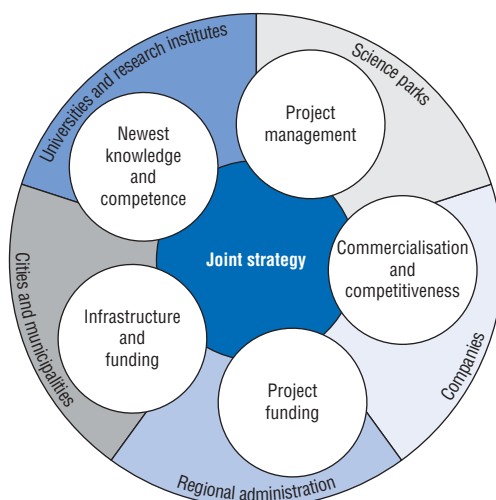 Universities and research institutes
Science parks
Project
management
Newest
knowledge
and
competence
Joint strategy
Commercialisation
and
competitiveness
Cities and municipalities
Infrastructure
and
funding
Project
funding
Companies
Regional administration